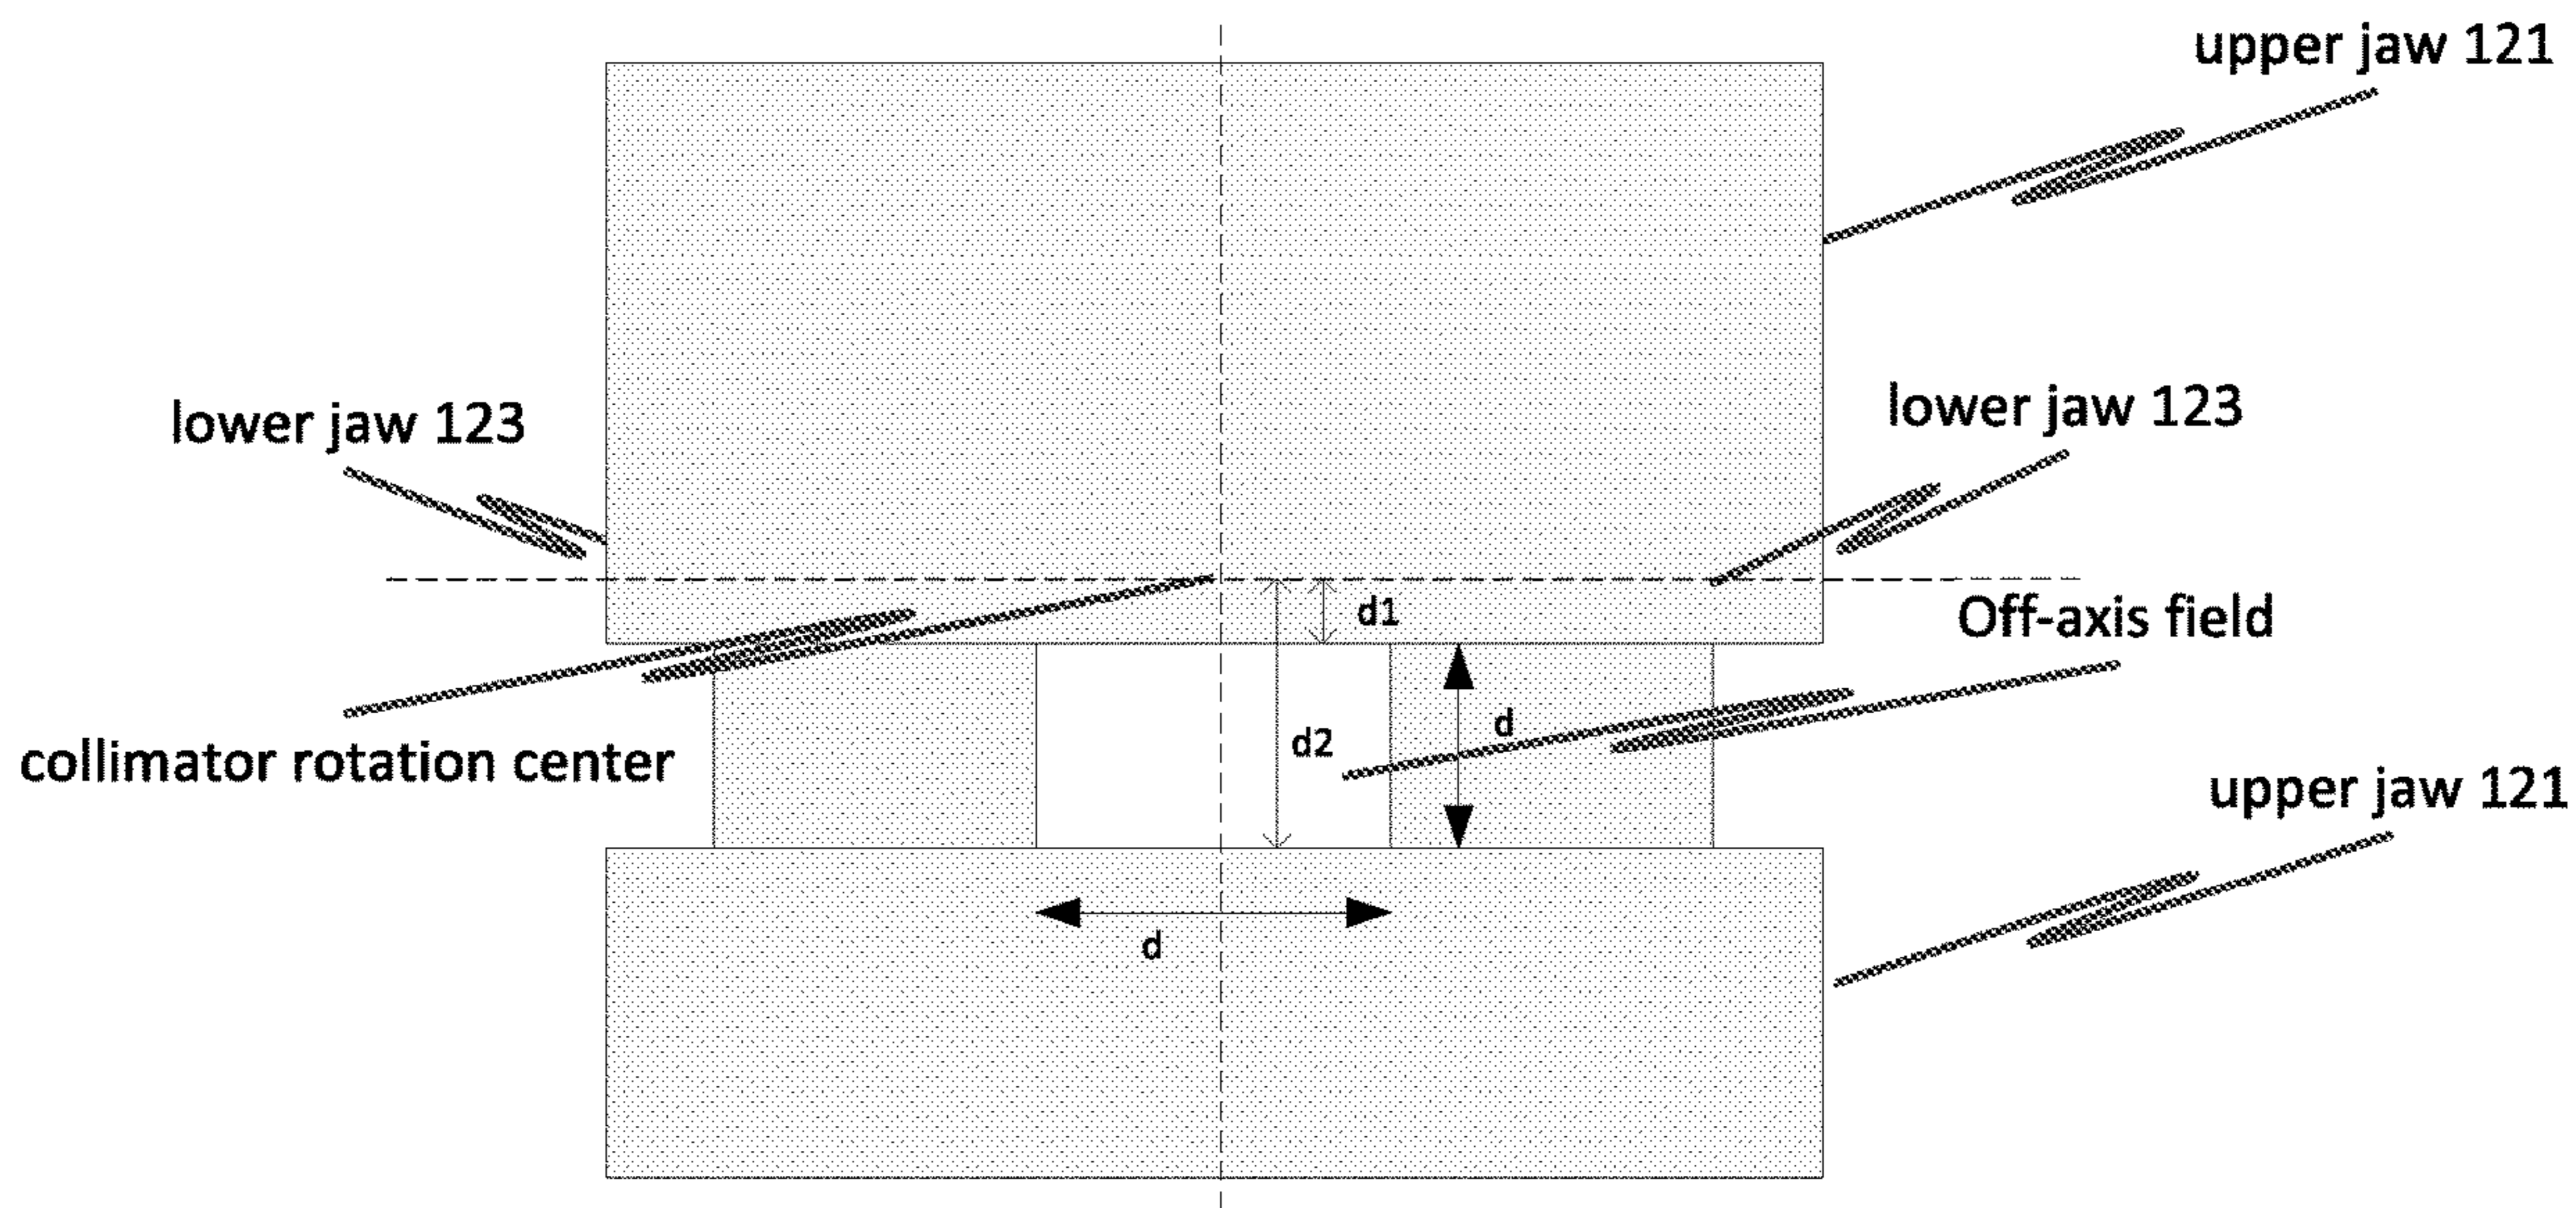 upper jaw 121
lower jaw 123
lower jaw 123
d1
Off-axis field
d2
d
collimator rotation center
upper jaw 121
d